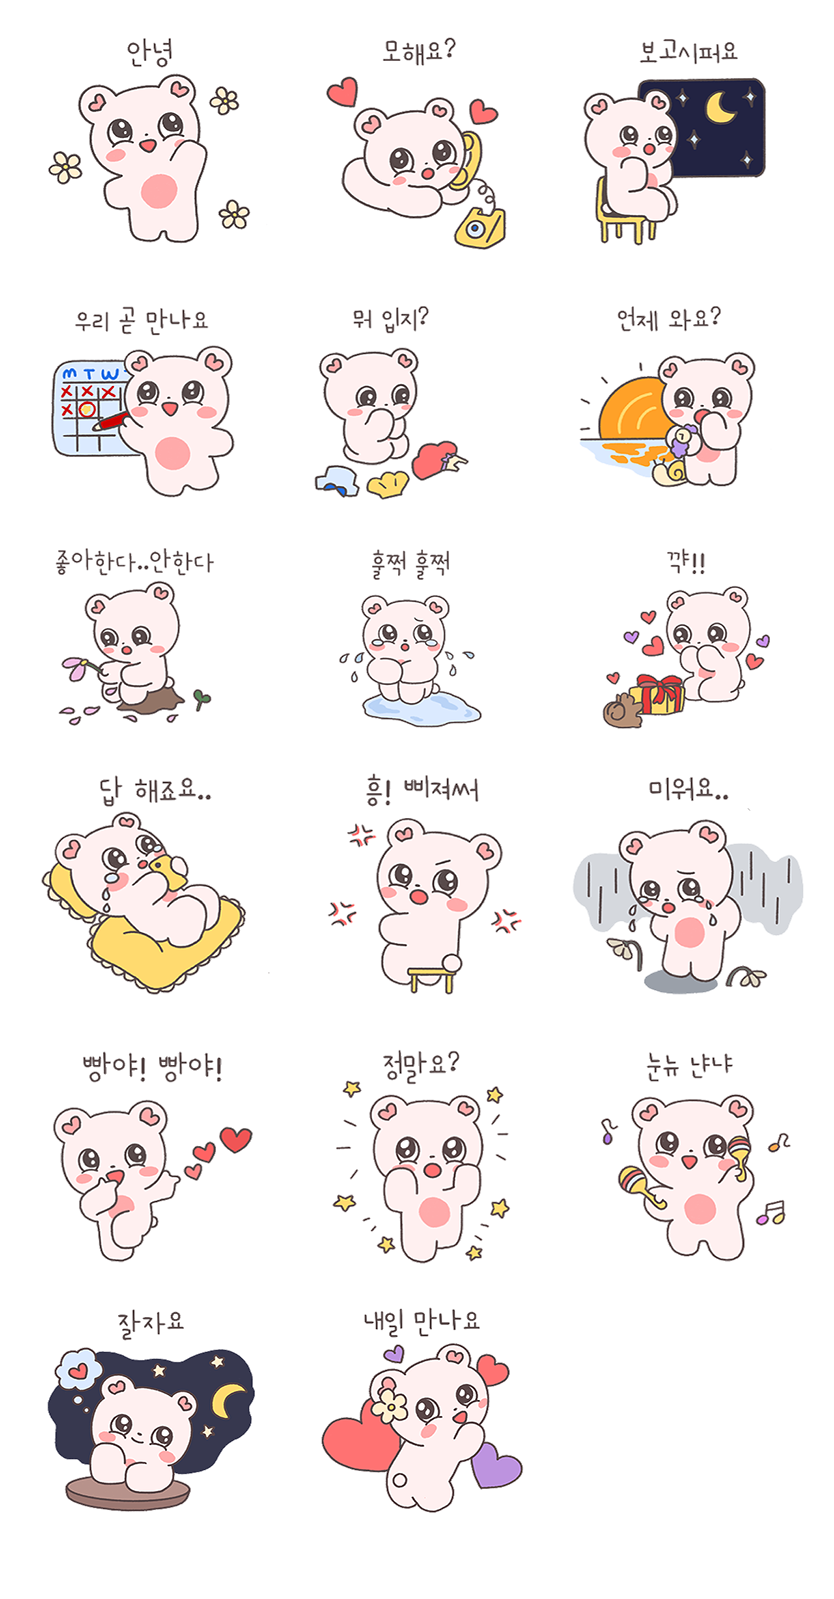 안녕
모해요?
보고시퍼요
우리 곧 만나요
M T W
뭐 입지?
언제 와요?
좋아한다..안한다
훌쩍 훌쩍
꺅!!
답 해죠요..
흥! 삐져써
미워요..
빵야! 빵야!
정말요?
눈뉴 냔냐
잘자요
내일 만나요